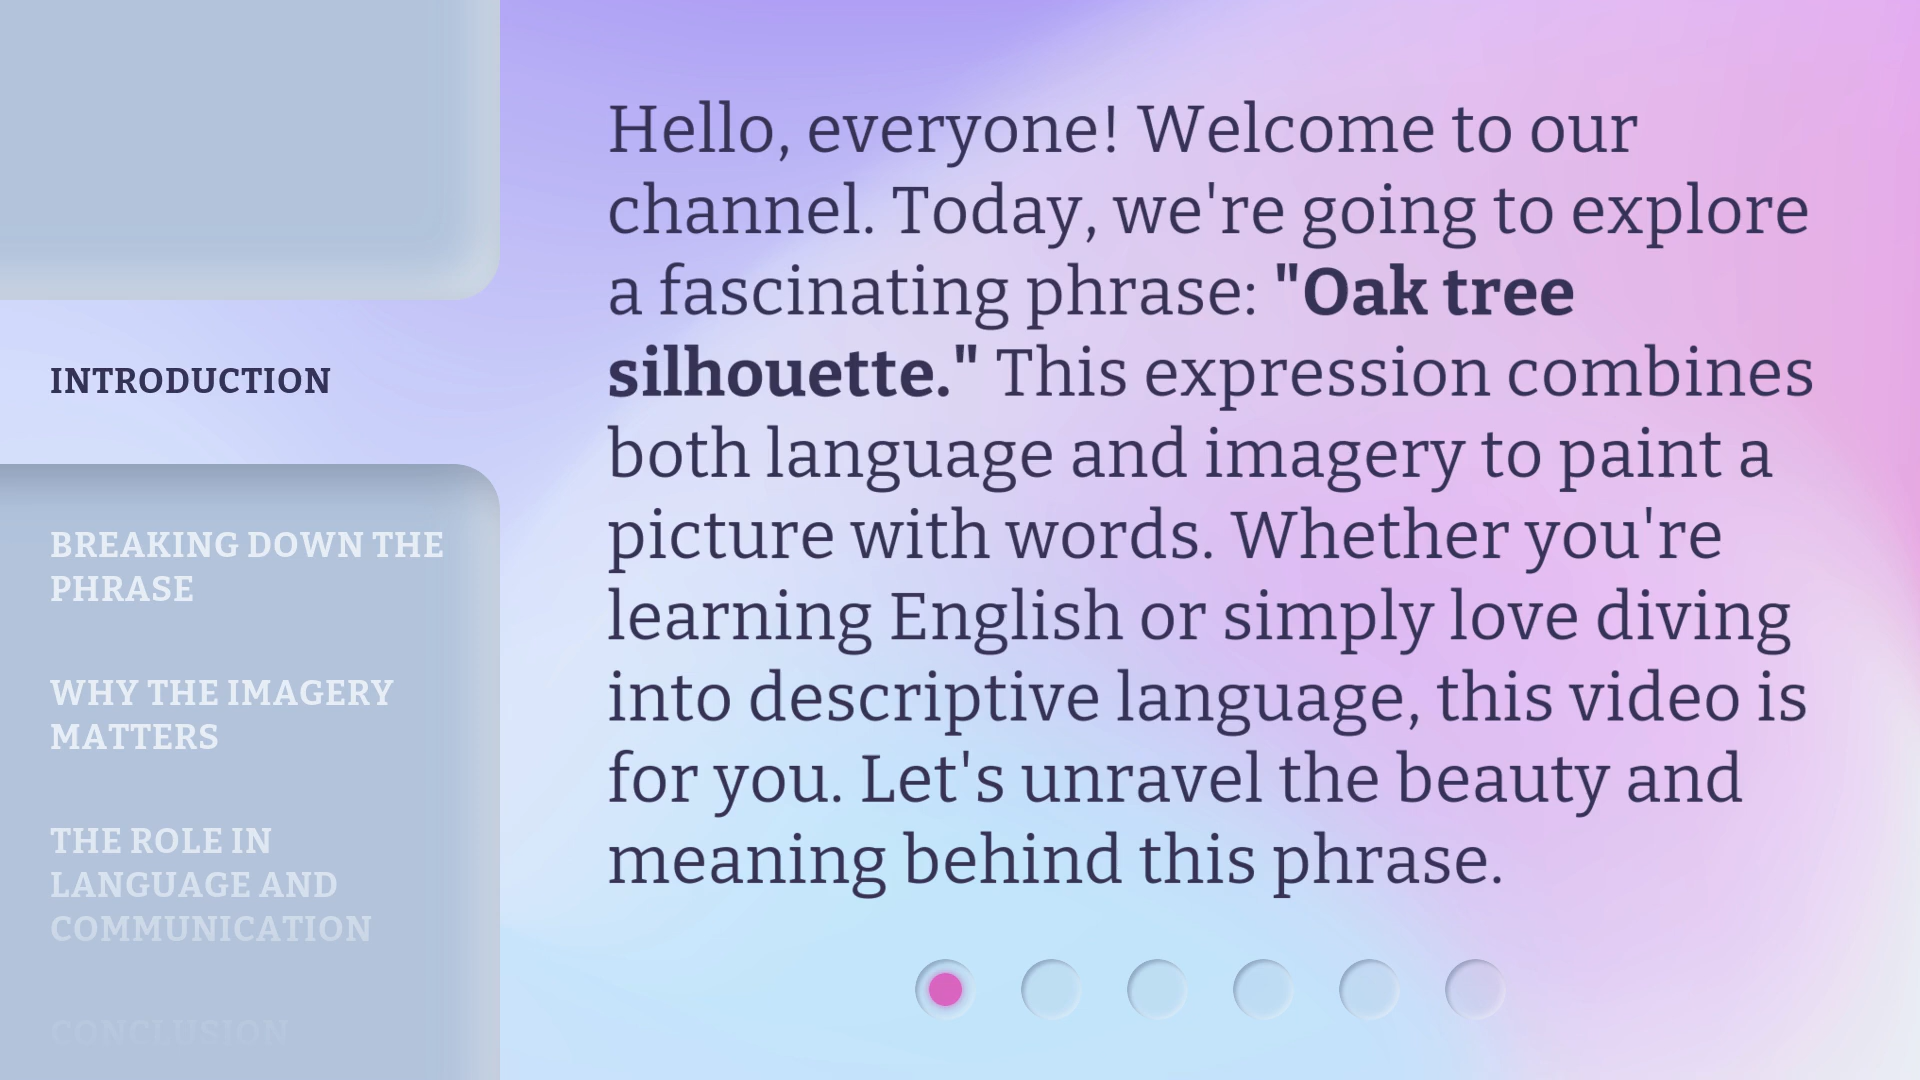 INTRODUCTION
BREAKING DOWN THE
PHRASE
WHY THE IMAGERY
MATTERS
THE ROLE IN
LANGUAGE AND
COMMUNICATION
CONCLUSION
Hello, everyone! Welcome to our
channel. Today, we're going to explore
a fascinating phrase: "Oak tree
silhouette." This expression combines
both language and imagery to paint a
picture with words. Whether you're
learning English or simply love diving
into descriptive language, this video is
for you. Let's unravel the beauty and
meaning behind this phrase.